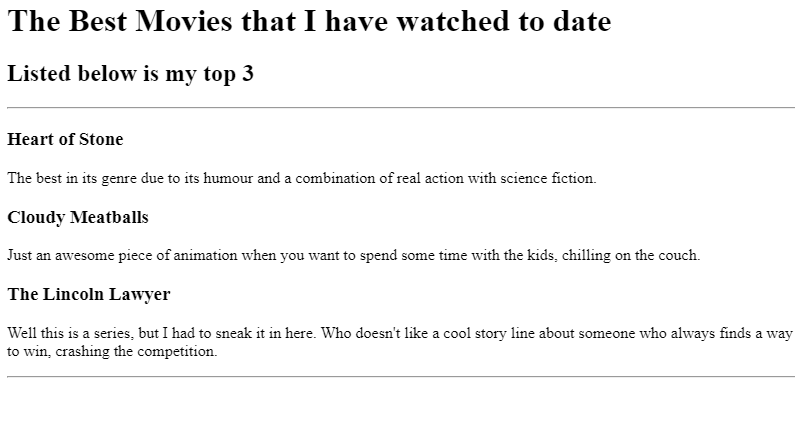 The Best Movies that I have watched to date
Listed below is my top 3
Heart of Stone
The best in its genre due to its humour and a combination of real action with science fiction.
Cloudy Meatballs
Just an awesome piece of animation when you want to spend some time with the kids, chilling on the couch.
The Lincoln Lawyer
Well this is a series, but I had to sneak it in here. Who doesn't like a cool story line about someone who always finds a way
to win, crashing the competition.